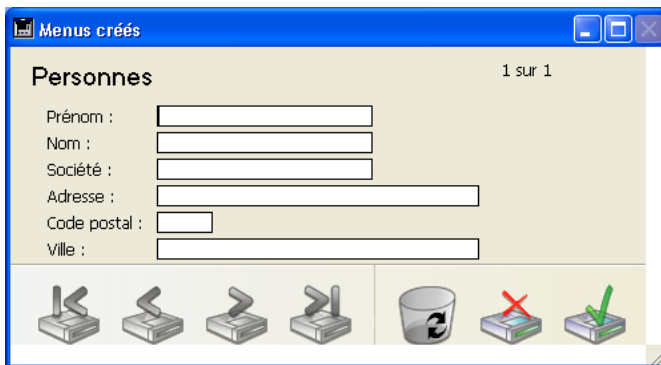 Menus créés
Personnes
1 sur 1
Prénom :
Nom :
Société :
Adresse :
Code postal :
Ville :